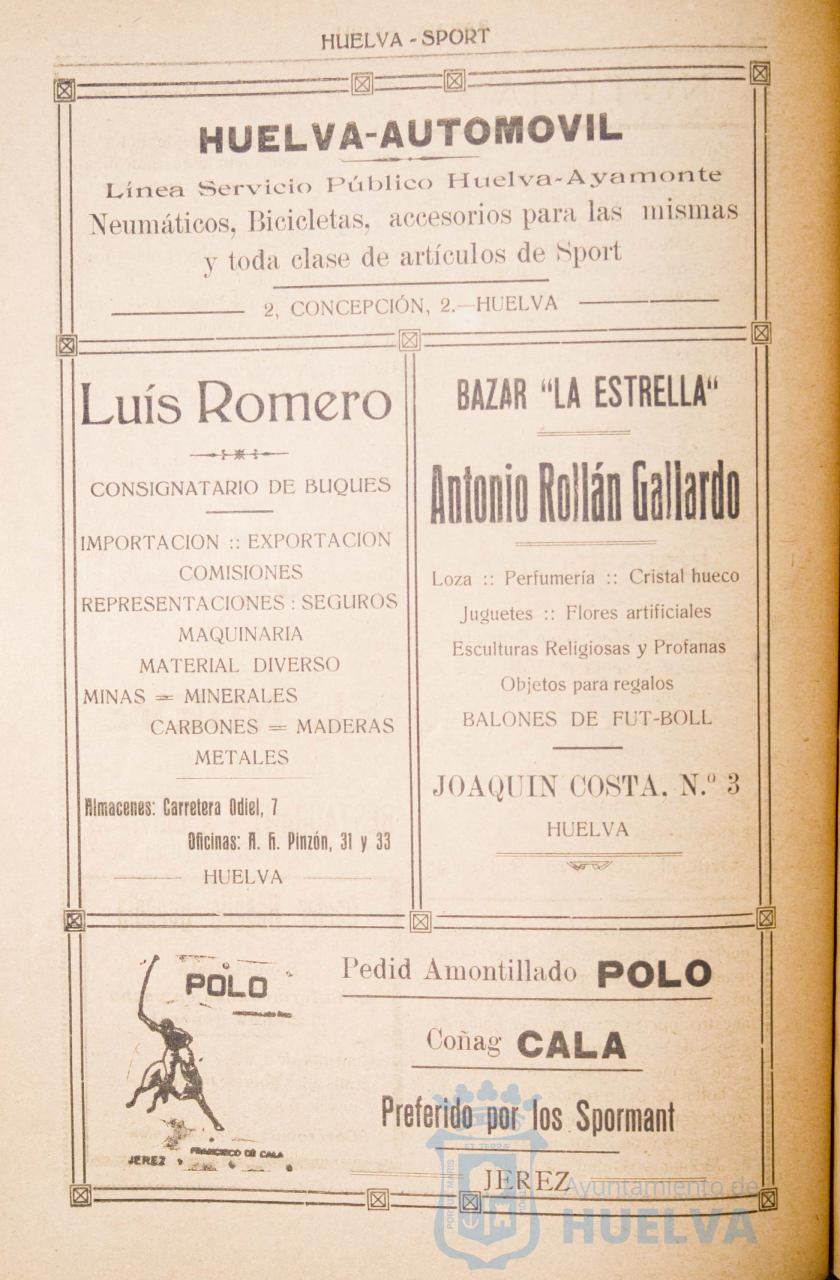 HUELVA - SPORT
HUELVA-AUTOMOVIL
Línea Servicio Público Huelva-Ayamonte
Neumáticos, Bicicletas, accesorios para las mismas
y toda clase de artículos de Sport
2, CONCEPCIÓN, 2.—HUELVA
Luís Romero
CONSIGNATARIO DE BUQUES
IMPORTACION :: EXPORTACION
COMISIONES
REPRESENTACIONES : SEGUROS
MAQUINARIA
MATERIAL DIVERSO
MINAS = MINERALES
CARBONES = MADERAS
METALES
Almacenes: Carretera Odiel, 7
Oficinas: A. H. Pinzón, 31 y 33
HUELVA
BAZAR "LA ESTRELLA"
Antonio Rollán Gallardo
Loza :: Perfumería :: Cristal hueco
Juguetes :: Flores artificiales
Esculturas Religiosas y Profanas
Objetos para regalos
BALONES DE FUT-BOLL
JOAQUIN COSTA, N.º 3
HUELVA
POLO
FRANCISCO DE CALA
JEREZ
Pedid Amontillado POLO
Coñag CALA
Preferido por los Spormant
JEREZ
Ayuntamiento de
HUELVA